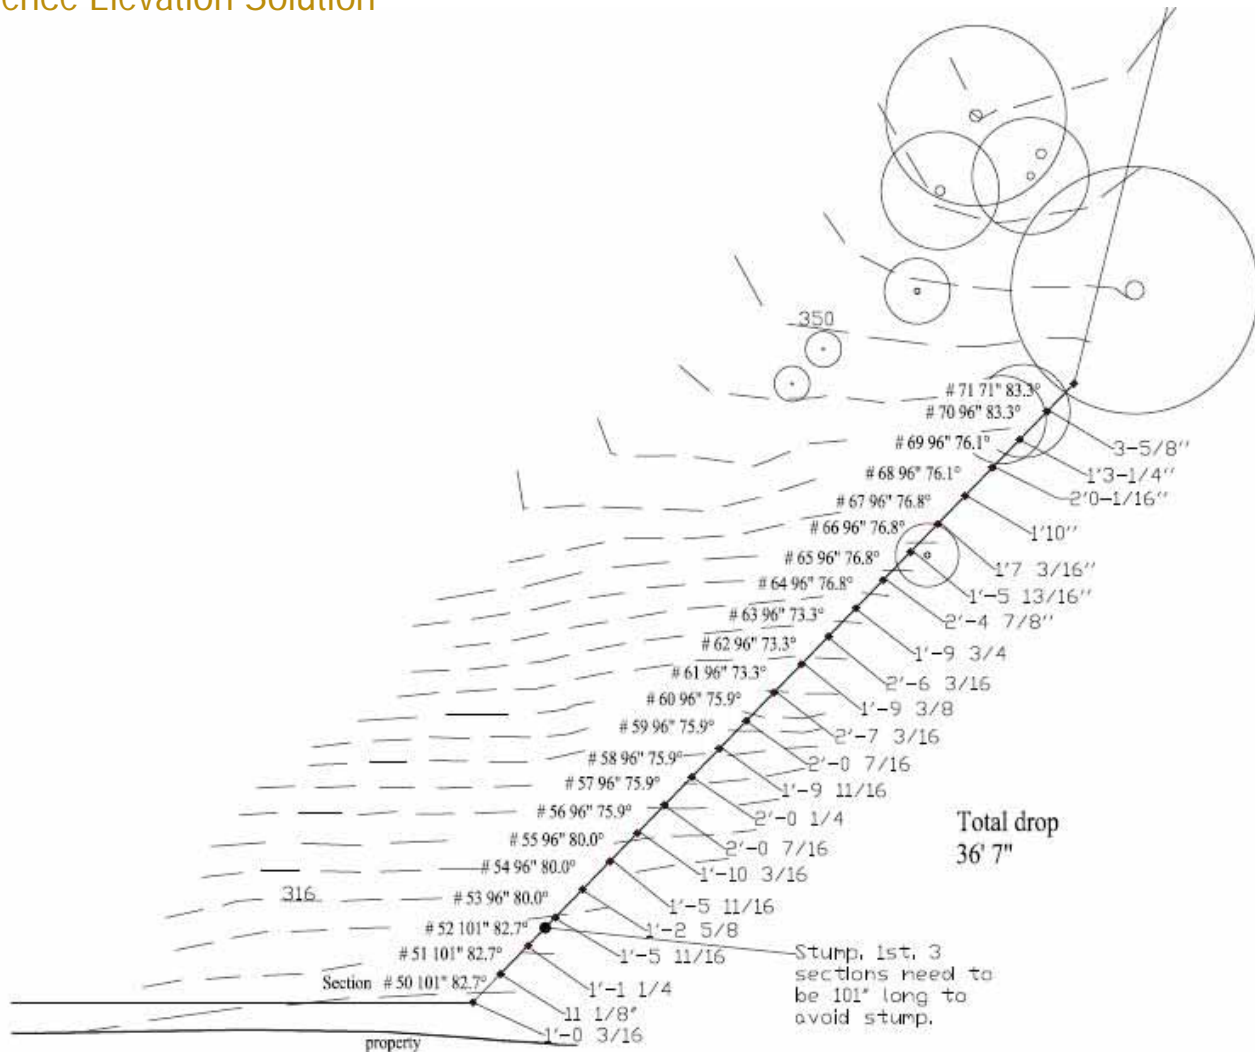 ence Elevation Solution
350
# 71 71" 83.3°
# 70 96" 83.3°
# 69 96" 76.1°
# 68 96" 76.1°
# 67 96" 76.8°
# 66 96" 76.8°
# 65 96" 76.8°
# 64 96" 76.8°
# 63 96" 73.3°
# 62 96" 73.3°
# 61 96" 73.3°
# 60 96" 75.9°
# 59 96" 75.9°
# 58 96" 75.9°
# 57 96" 75.9°
# 56 96" 75.9°
# 55 96" 80.0°
# 54 96" 80.0°
# 53 96" 80.0°
# 52 101" 82.7°
# 51 101" 82.7°
Section # 50 101" 82.7°
316
3-5/8''
1'3-1/4''
2'0-1/16''
1'10''
1'7 3/16''
1'-5 13/16''
2'-4 7/8''
1'-9 3/4
2'-6 3/16
1'-9 3/8
2'-7 3/16
2'-0 7/16
1'-9 11/16
2'-0 1/4
2'-0 7/16
1'-10 3/16
1'-5 11/16
1'-2 5/8
1'-5 11/16
1'-1 1/4
11 1/8"
1'-0 3/16
Total drop
36' 7"
Stump, 1st, 3
sections need to
be 101" long to
avoid stump.
property